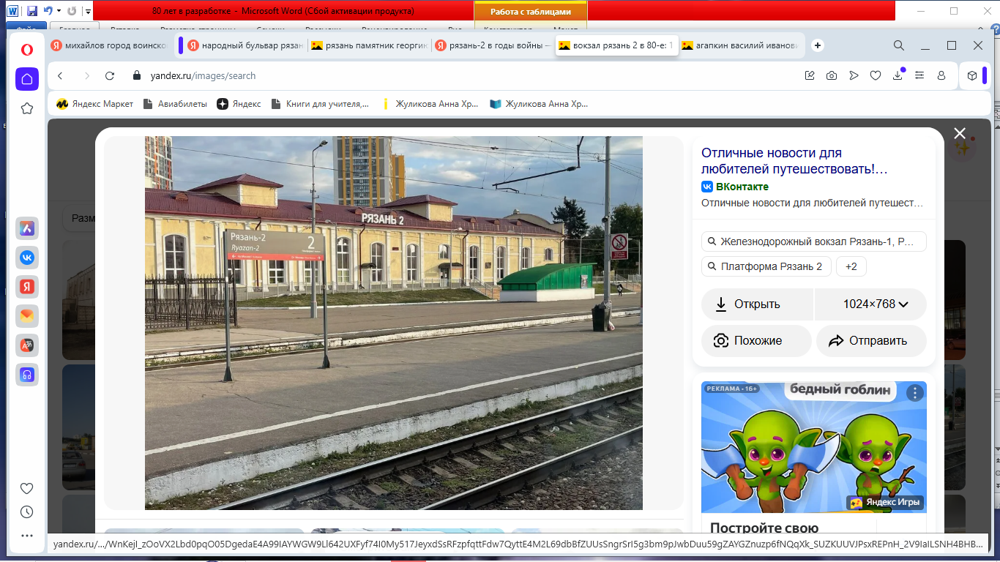 80 лет в разработке - Microsoft Word (Сбой активации продукта)
Работа с таблицами
михайлов город воинско
народный бульвар рязан
рязань памятник георгик
рязань-2 в годы войны —
вокзал рязань 2 в 80-е: 1
агапкин василий иванови
yandex.ru/images/search
Яндекс Маркет
Авиабилеты
Яндекс
Книги для учителя,...
Жуликова Анна Хр...
Жуликова Анна Хр...
Разм
РЯЗАНЬ 2
Рязань-2
Ryazan-2
2
Отличные новости для
любителей путешествовать!...
ВКонтакте
Отличные новости для любителей путешест...
Железнодорожный вокзал Рязань-1, Р...
Платформа Рязань 2
+2
Открыть
1024×768
Похожие
Отправить
РЕКЛАМА • 16+
бедный гоблин
Яндекс Игры
Постройте свою